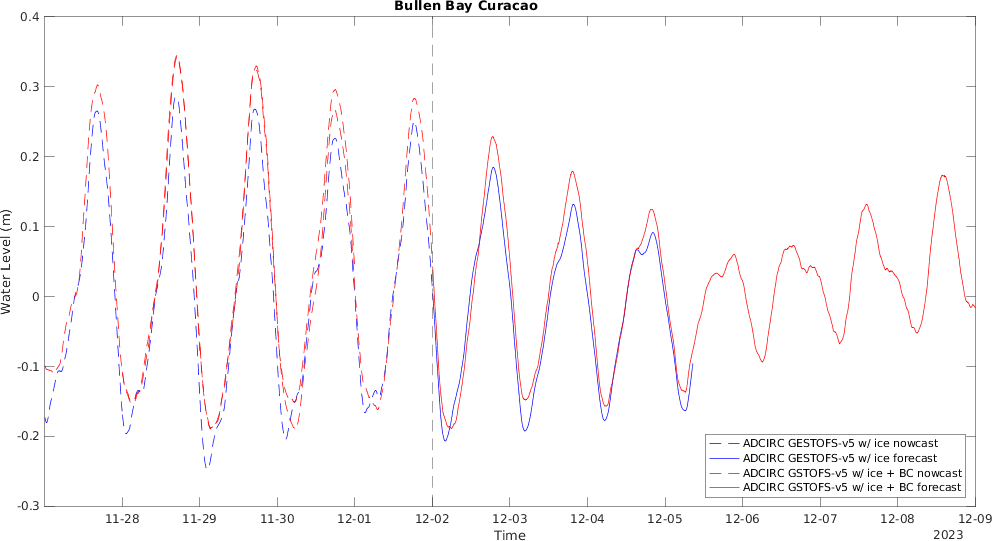 Bullen Bay Curacao
0.4
0.3
0.2
0.1
0
-0.1
-0.2
-0.3
Water Level (m)
ADCIRC GESTOFS-v5 w/ ice nowcast
ADCIRC GESTOFS-v5 w/ ice forecast
ADCIRC GSTOFS-v5 w/ ice + BC nowcast
ADCIRC GSTOFS-v5 w/ ice + BC forecast
11-28 11-29 11-30 12-01 12-02 12-03 12-04 12-05 12-06 12-07 12-08 12-09
Time
2023